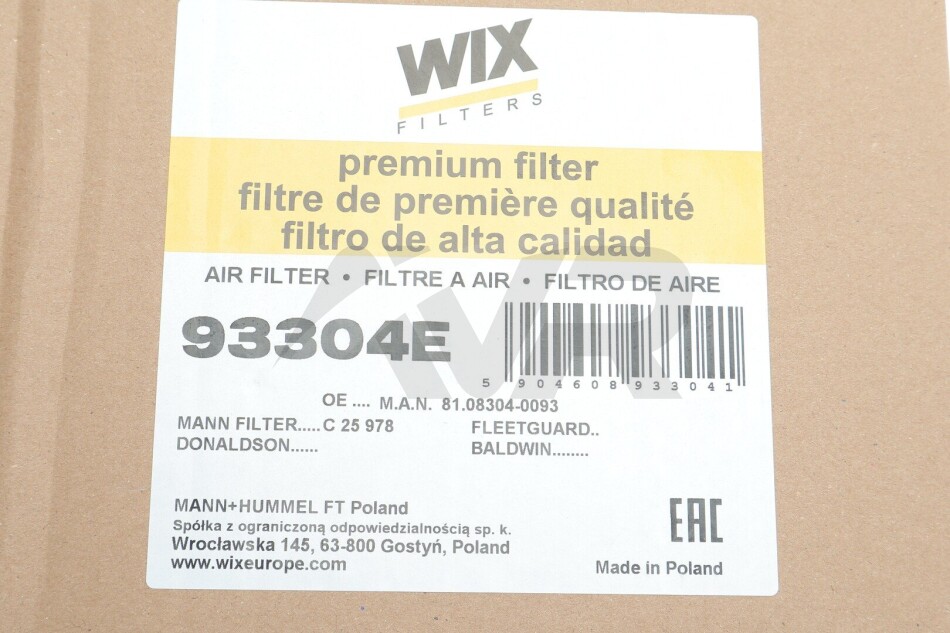 WIX
FILTERS
premium filter
filtre de première qualité
filtro de alta calidad
AIR FILTER • FILTRE A AIR • FILTRO DE AIRE
93304E
5 904608 933041
OE .... M.A.N. 81.08304-0093
MANN FILTER.....C 25 978 FLEETGUARD..
DONALDSON...... BALDWIN........
MANN+HUMMEL FT Poland
Spółka z ograniczoną odpowiedzialnością sp. k.
Wrocławska 145, 63-800 Gostyń, Poland
www.wixeurope.com
EAC
Made in Poland